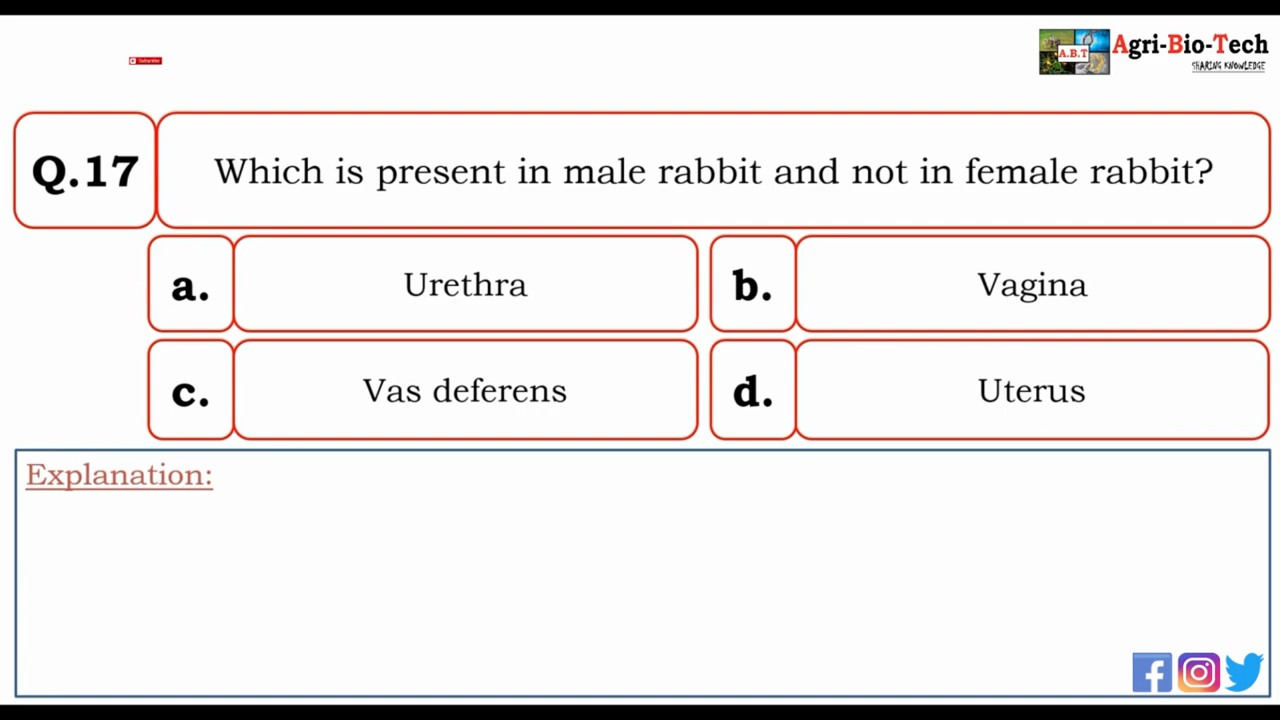 Agri-Bio-Tech
A.B.T
SHARING KNOWLEDGE
Subscribe
Q.17
Which is present in male rabbit and not in female rabbit?
a.
Urethra
b.
Vagina
c.
Vas deferens
d.
Uterus
Explanation: